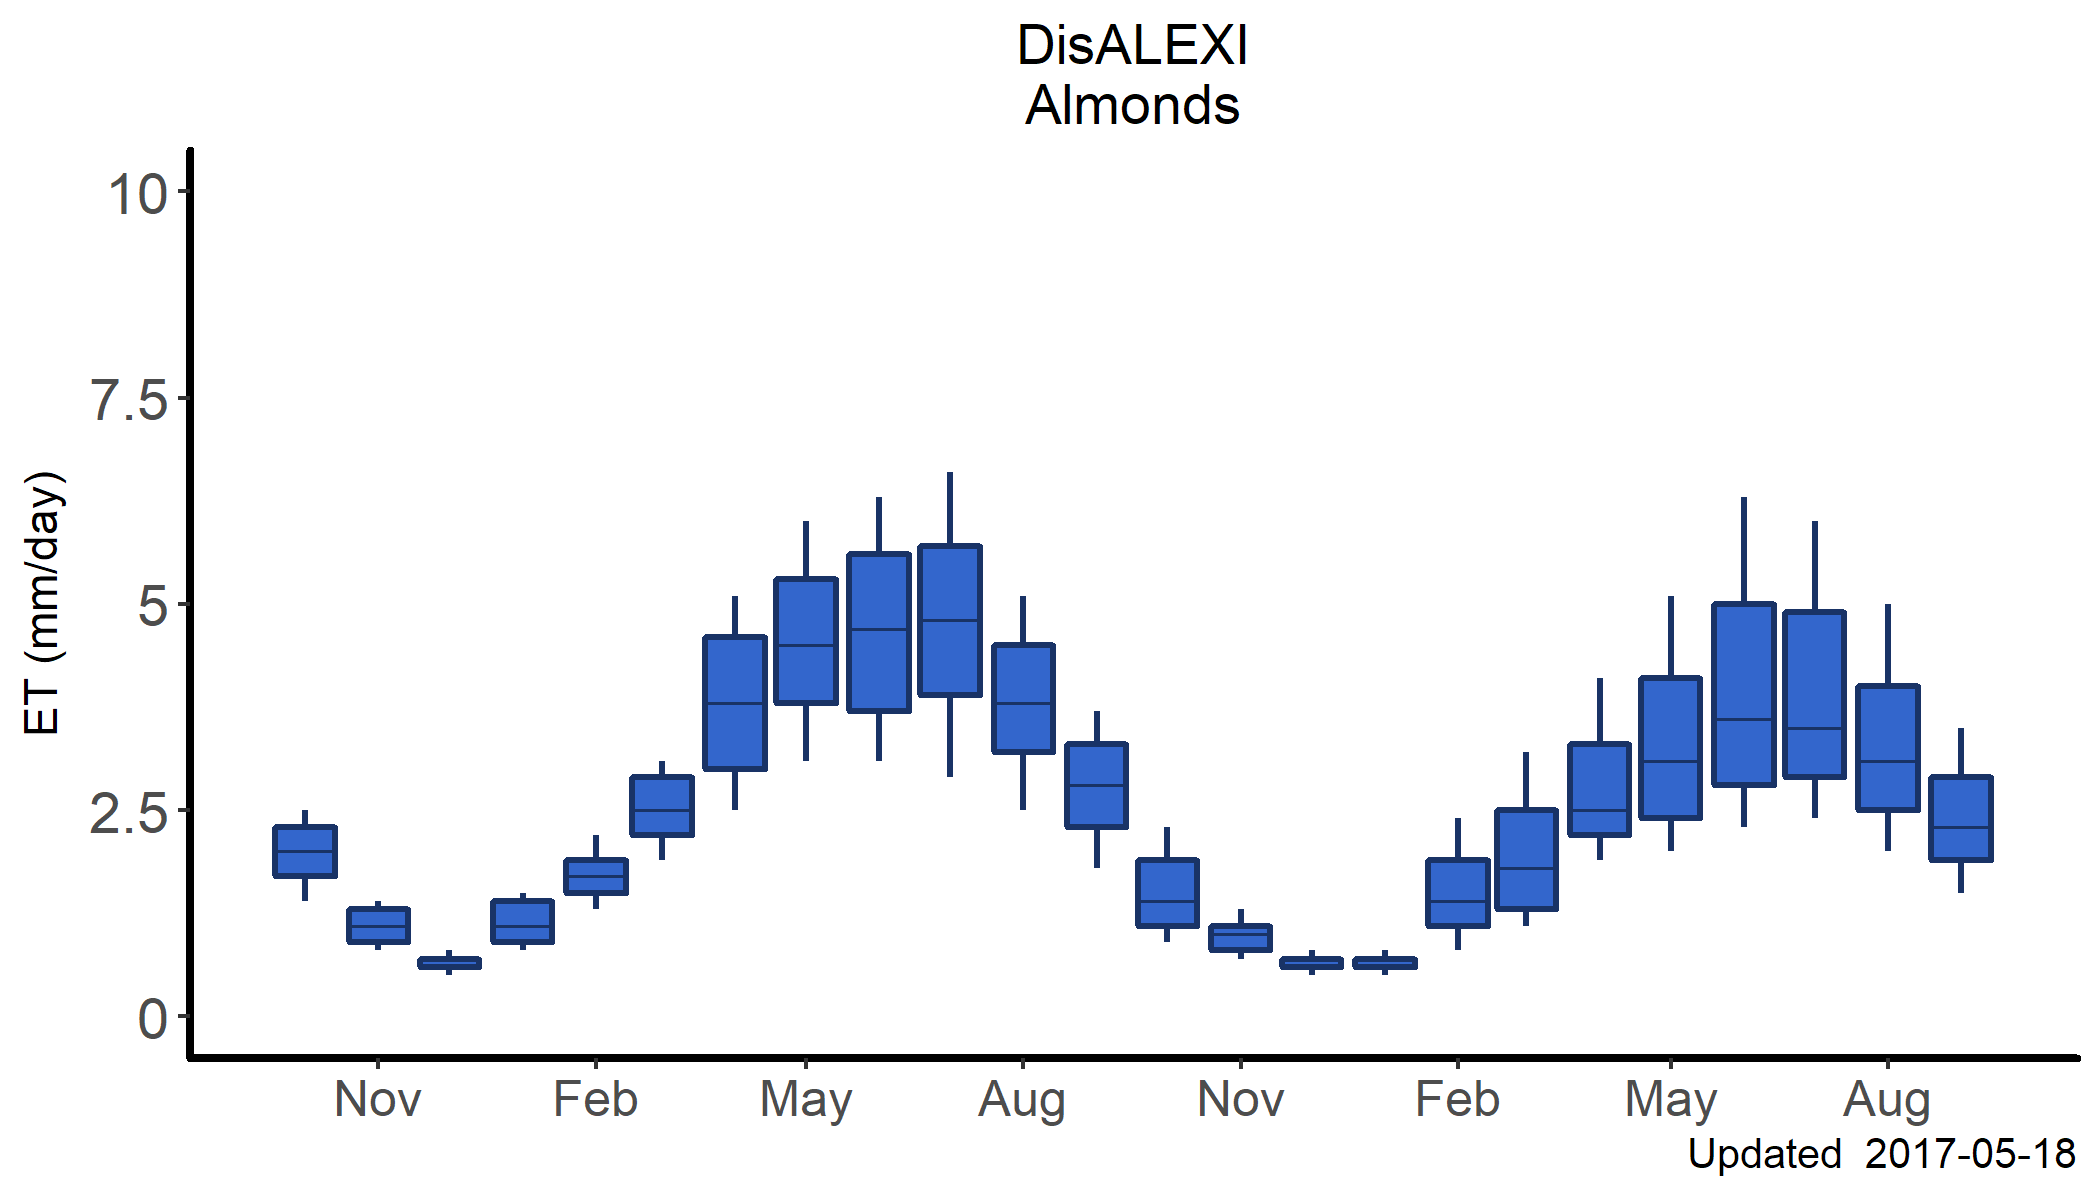 DisALEXI
Almonds
10
7.5
5
2.5
0
ET (mm/day)
Nov Feb May Aug Nov Feb May Aug
Updated 2017-05-18